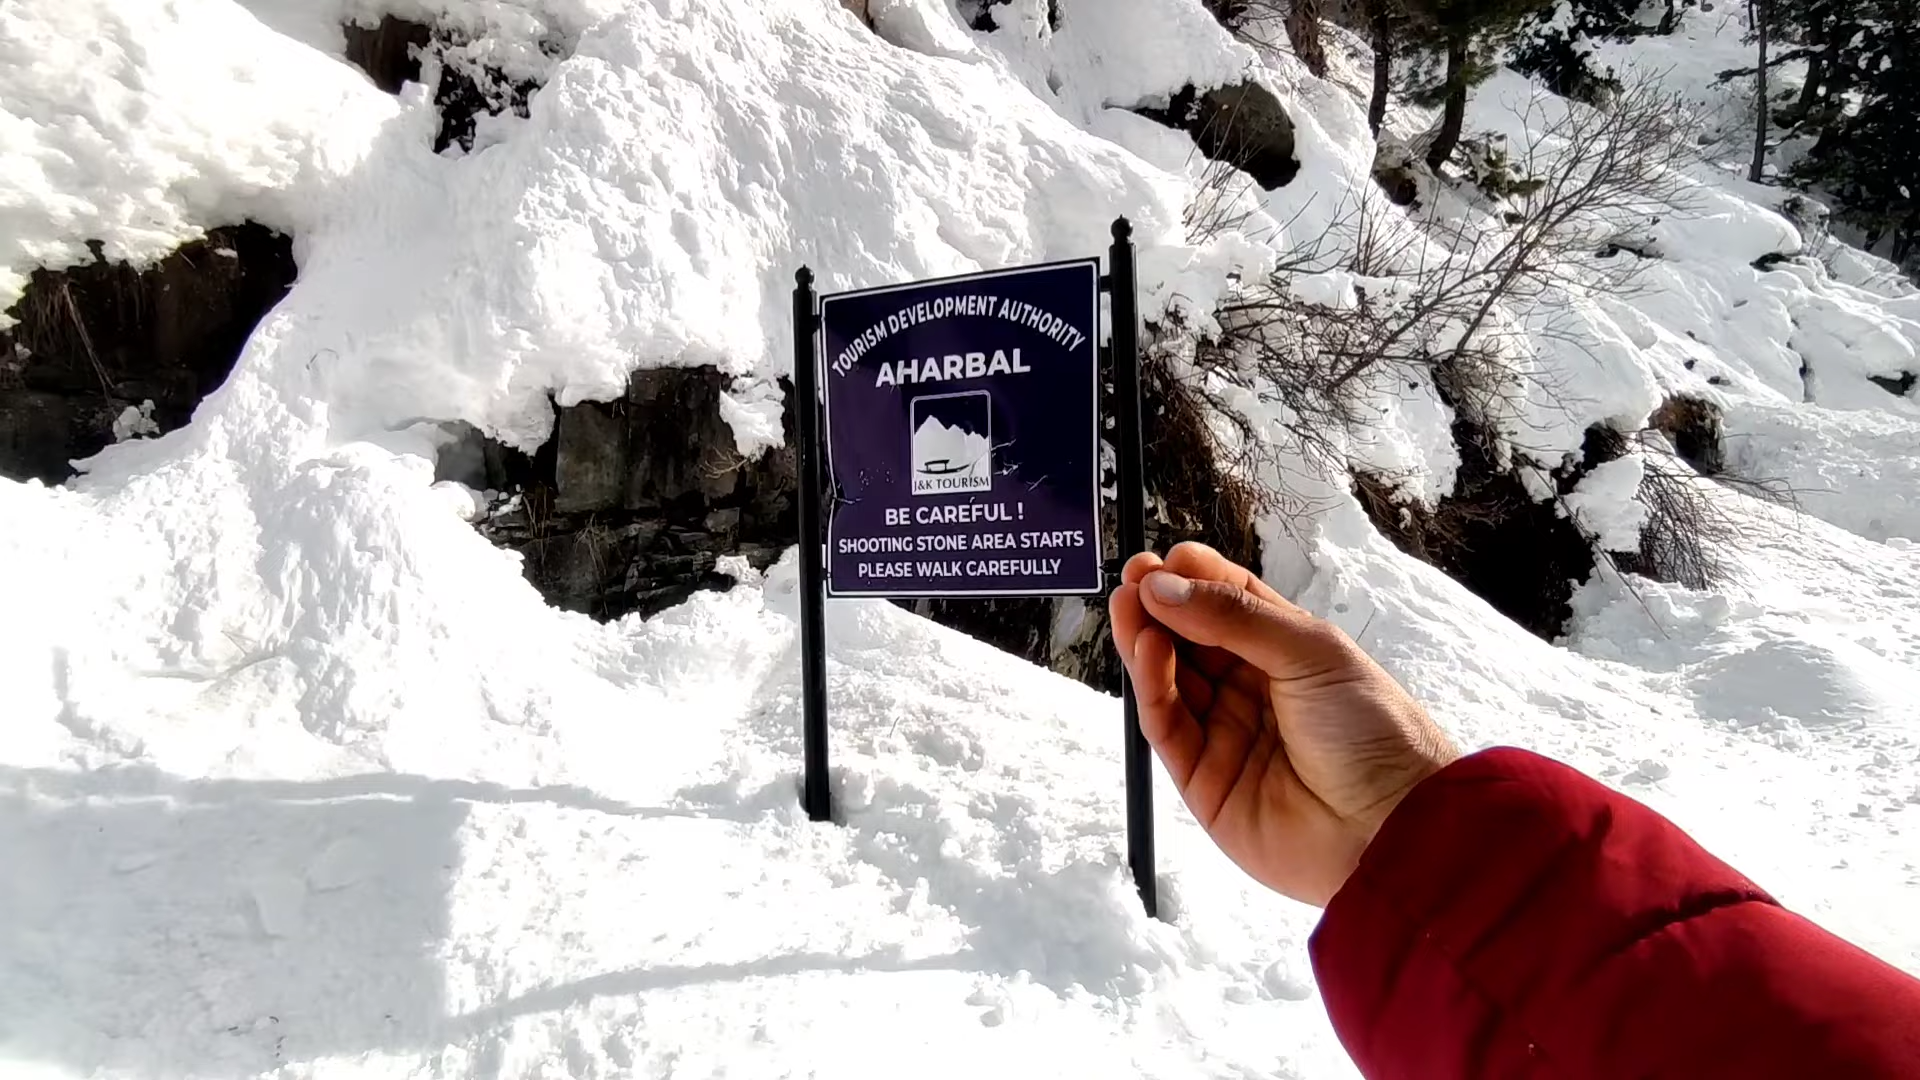 TOURISM DEVELOPMENT AUTHORITY
AHARBAL
J&K TOURISM
BE CAREFUL !
SHOOTING STONE AREA STARTS
PLEASE WALK CAREFULLY